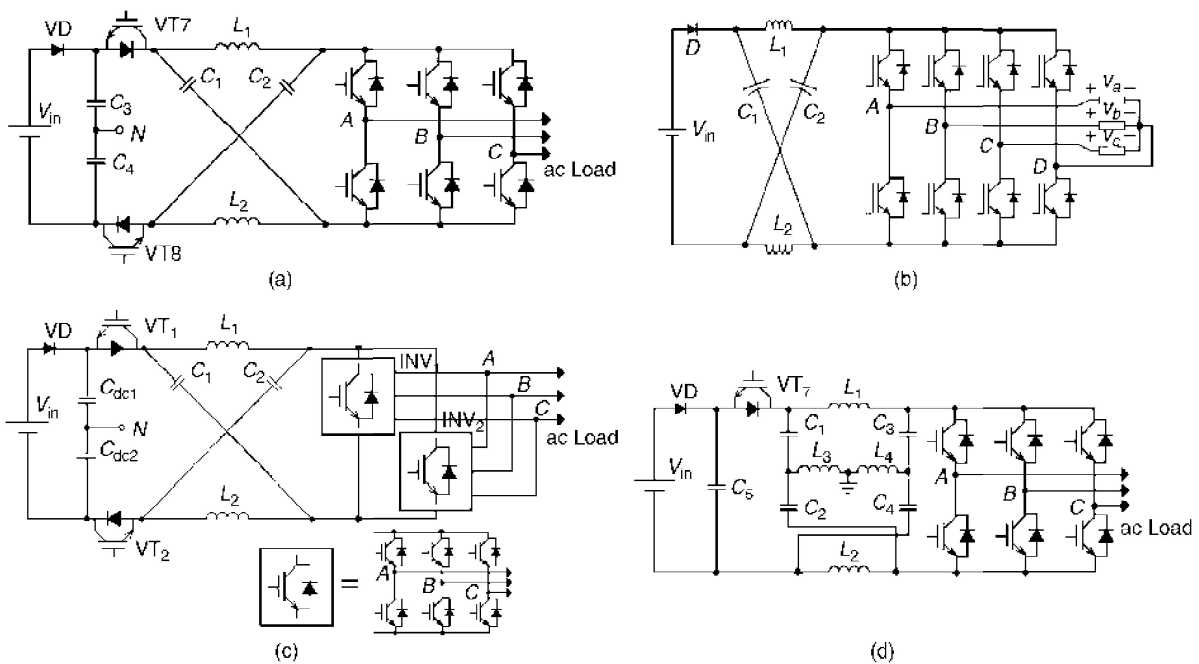 VD
VT7
L1
C1
C2
C3
Vin
N
C4
A
B
C
ac Load
L2
VT8
(a)
D
L1
C1
C2
Vin
A
B
C
D
+ va −
+ vb −
+ vc −
L2
(b)
VD
VT1
L1
C1
C2
Cdc1
Vin
N
Cdc2
INV1
A
B
C
INV2
ac Load
L2
VT2
=
A
B
C
(c)
VD
VT7
L1
C1
C3
L3
L4
Vin
C5
C2
C4
A
B
C
ac Load
L2
(d)